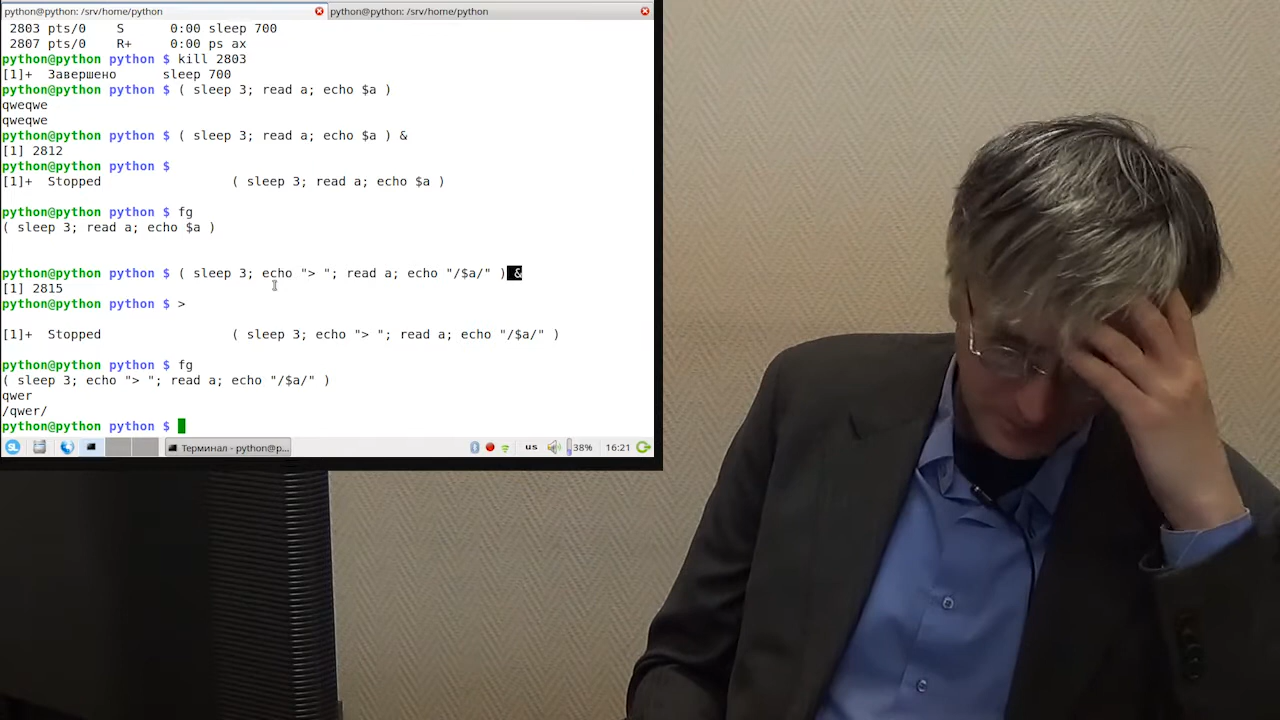 python@python: /srv/home/python
python@python: /srv/home/python
2803 pts/0    S      0:00 sleep 700
2807 pts/0    R+     0:00 ps ax
python@python python $ kill 2803
[1]+  Завершено      sleep 700
python@python python $ ( sleep 3; read a; echo $a )
qweqwe
qweqwe
python@python python $ ( sleep 3; read a; echo $a ) &
[1] 2812
python@python python $
[1]+  Stopped                 ( sleep 3; read a; echo $a )
python@python python $ fg
( sleep 3; read a; echo $a )
python@python python $ ( sleep 3; echo "> "; read a; echo "/$a/" ) &
[1] 2815
python@python python $ >
[1]+  Stopped                 ( sleep 3; echo "> "; read a; echo "/$a/" )
python@python python $ fg
( sleep 3; echo "> "; read a; echo "/$a/" )
qwer
/qwer/
python@python python $
SL
Терминал - python@p...
us
38%
16:21